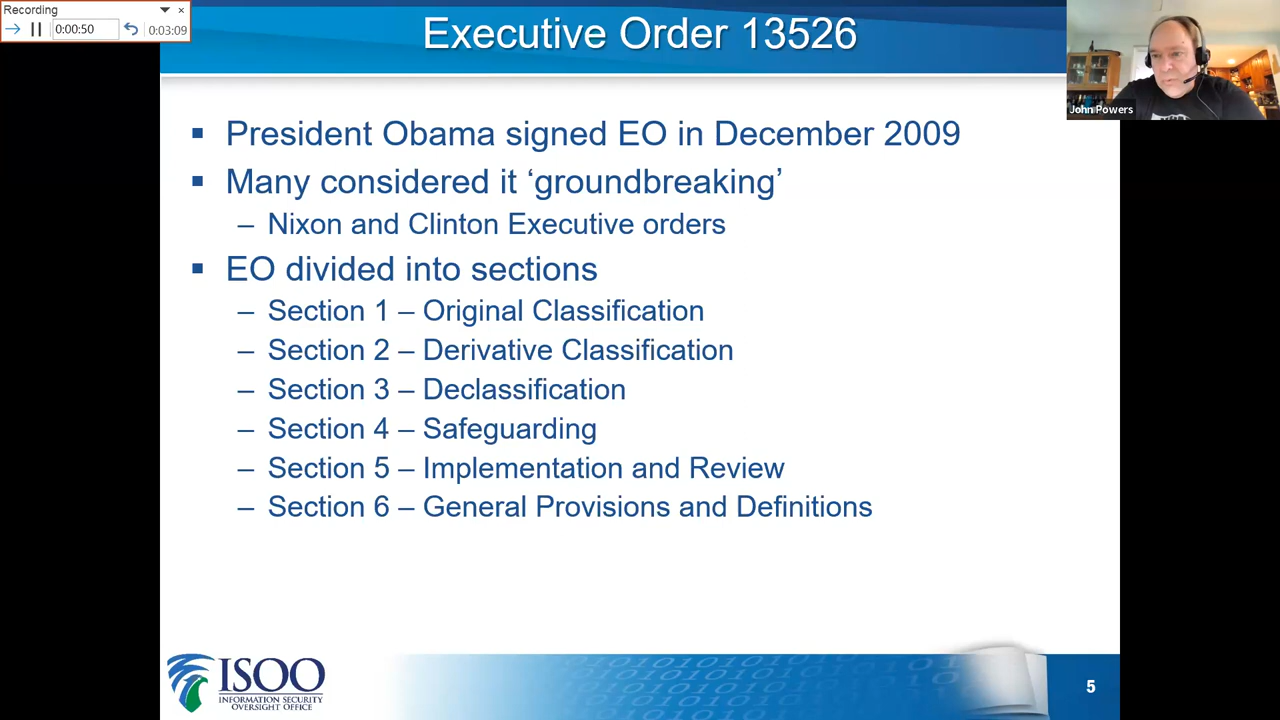 Recording
0:00:50
0:03:09
Executive Order 13526
John Powers
▪ President Obama signed EO in December 2009
▪ Many considered it ‘groundbreaking’
– Nixon and Clinton Executive orders
▪ EO divided into sections
– Section 1 – Original Classification
– Section 2 – Derivative Classification
– Section 3 – Declassification
– Section 4 – Safeguarding
– Section 5 – Implementation and Review
– Section 6 – General Provisions and Definitions
ISOO
INFORMATION SECURITY
OVERSIGHT OFFICE
5